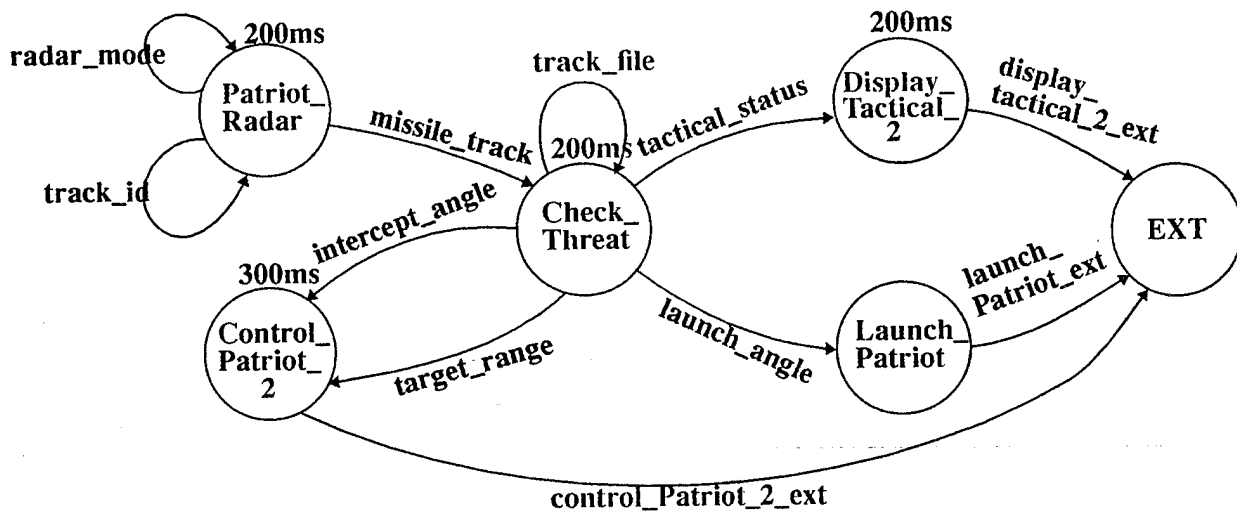 200ms
radar_mode
Patriot_
Radar
track_id
missile_track
track_file
200ms
Check_
Threat
tactical_status
200ms
Display_
Tactical_
2
display_
tactical_2_ext
EXT
intercept_angle
300ms
Control_
Patriot_
2
target_range
launch_angle
Launch_
Patriot
launch_
Patriot_ext
control_Patriot_2_ext